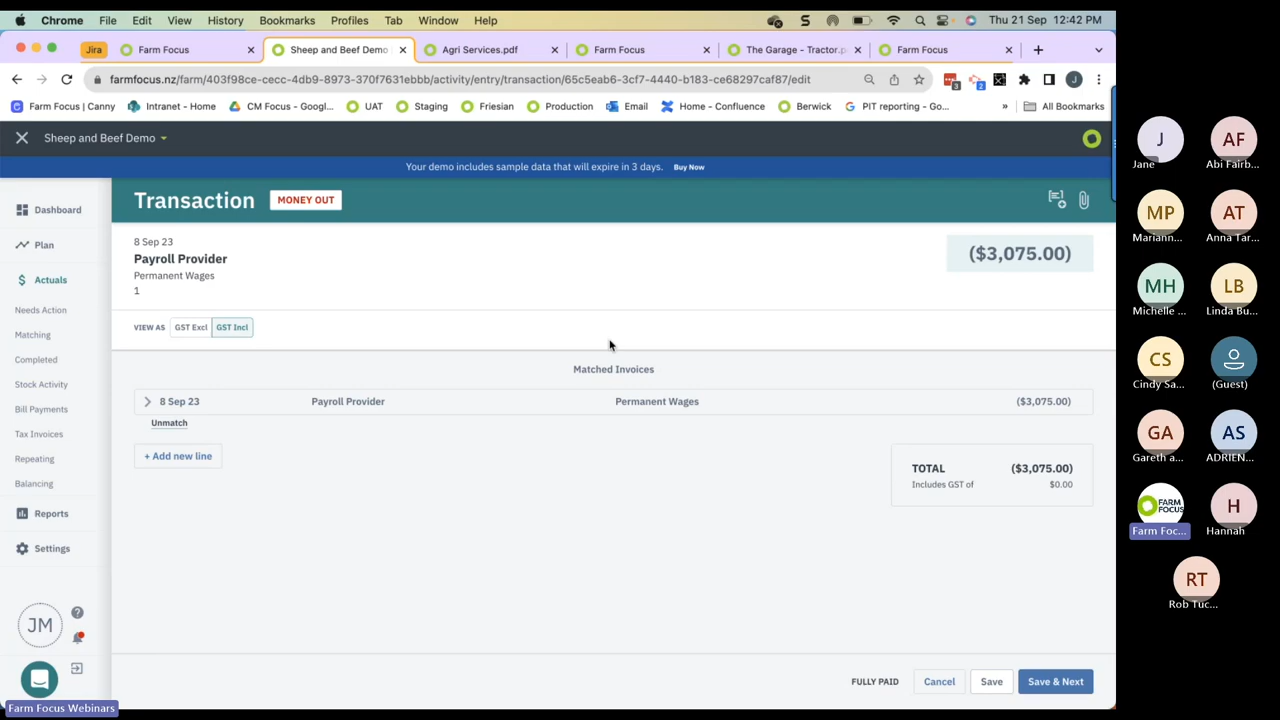 Chrome File Edit View History Bookmarks Profiles Tab Window Help Thu 21 Sep 12:42 PM
Jira Farm Focus Sheep and Beef Demo Agri Services.pdf Farm Focus The Garage - Tractor.p Farm Focus
farmfocus.nz/farm/403f98ce-cecc-4db9-8973-370f7631ebbb/activity/entry/transaction/65c5eab6-3cf7-4440-b183-ce68297caf87/edit 3 2 J
Farm Focus | Canny Intranet - Home CM Focus - Googl... UAT Staging Friesian Production Email Home - Confluence Berwick PIT reporting - Go... » All Bookmarks
Sheep and Beef Demo
Your demo includes sample data that will expire in 3 days. Buy Now
Dashboard
Plan
Actuals
Needs Action
Matching
Completed
Stock Activity
Bill Payments
Tax Invoices
Repeating
Balancing
Reports
Settings
JM
Transaction MONEY OUT
8 Sep 23
Payroll Provider
Permanent Wages
1
($3,075.00)
VIEW AS GST Excl GST Incl
Matched Invoices
8 Sep 23 Payroll Provider Permanent Wages ($3,075.00)
Unmatch
+ Add new line
TOTAL ($3,075.00)
Includes GST of $0.00
FULLY PAID Cancel Save Save & Next
Farm Focus Webinars
J AF
Jane Abi Fairb...
MP AT
Mariann... Anna Tar...
MH LB
Michelle ... Linda Bu...
CS
Cindy Sa... (Guest)
GA AS
Gareth a... ADRIEN...
FARM FOCUS H
Farm Foc... Hannah
RT
Rob Tuc...